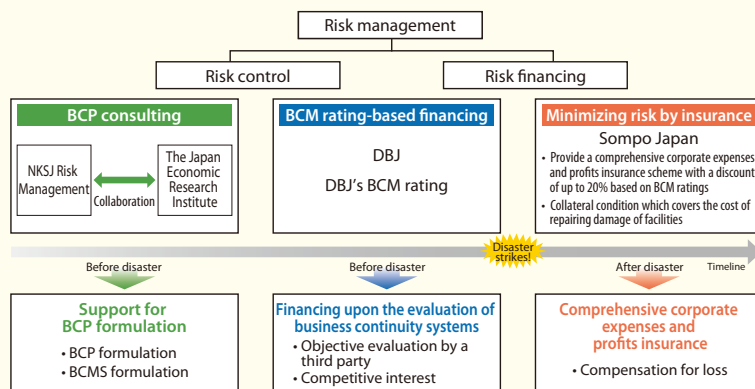 Risk management
Risk control
Risk financing
BCP consulting
NKSJ Risk
Management
Collaboration
The Japan
Economic
Research
Institute
BCM rating-based financing
DBJ
DBJ's BCM rating
Minimizing risk by insurance
Sompo Japan
• Provide a comprehensive corporate expenses
and profits insurance scheme with a discount
of up to 20% based on BCM ratings
• Collateral condition which covers the cost of
repairing damage of facilities
Disaster
strikes!
Before disaster
Before disaster
After disaster
Timeline
Support for
BCP formulation
• BCP formulation
• BCMS formulation
Financing upon the evaluation of
business continuity systems
• Objective evaluation by a
third party
• Competitive interest
Comprehensive corporate
expenses and
profits insurance
• Compensation for loss